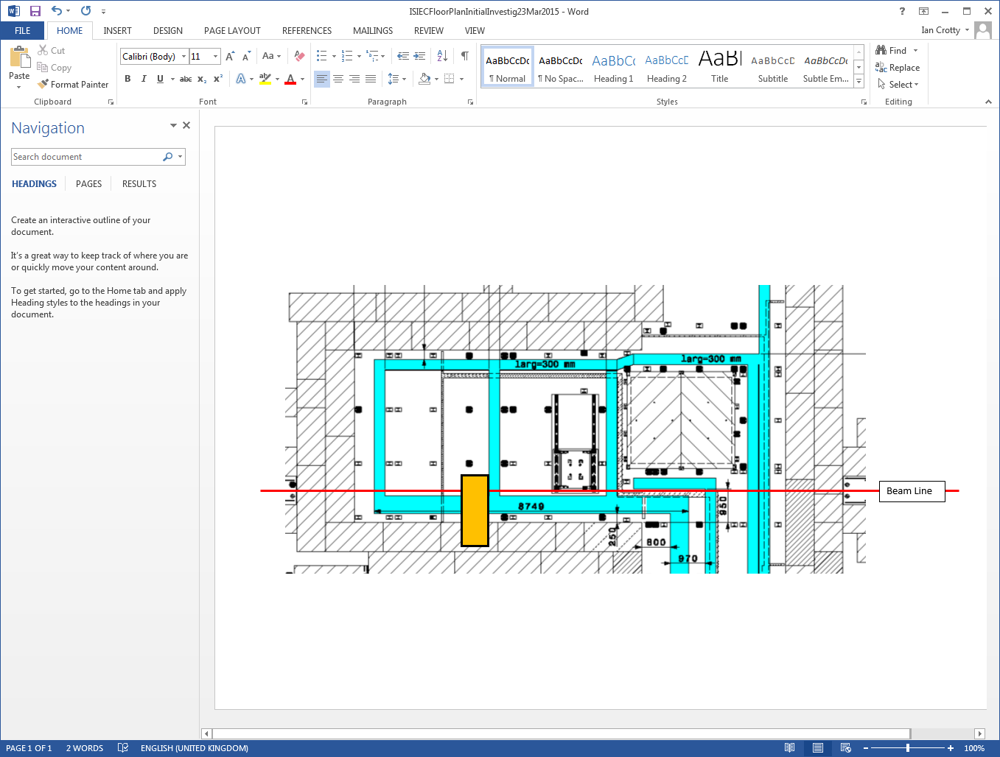 ISIECFloorPlanInitialInvestig23Mar2015 - Word
FILE HOME INSERT DESIGN PAGE LAYOUT REFERENCES MAILINGS REVIEW VIEW Ian Crotty
Paste
Cut
Copy
Format Painter
Clipboard
Calibri (Body) 11 Aa
B I U abc x₂ x² A ab A
Font
Paragraph
AaBbCcDc AaBbCcDc AaBbCc AaBbCcD AaBl AaBbCcD AaBbCcDc
¶ Normal ¶ No Spac... Heading 1 Heading 2 Title Subtitle Subtle Em...
Styles
Find
Replace
Select
Editing
Navigation
Search document
HEADINGS PAGES RESULTS
Create an interactive outline of your
document.
It's a great way to keep track of where you are
or quickly move your content around.
To get started, go to the Home tab and apply
Heading styles to the headings in your
document.
larg=300 mm
larg=300 mm
Beam Line
8749
950
250
800
970
PAGE 1 OF 1 2 WORDS ENGLISH (UNITED KINGDOM) 100%